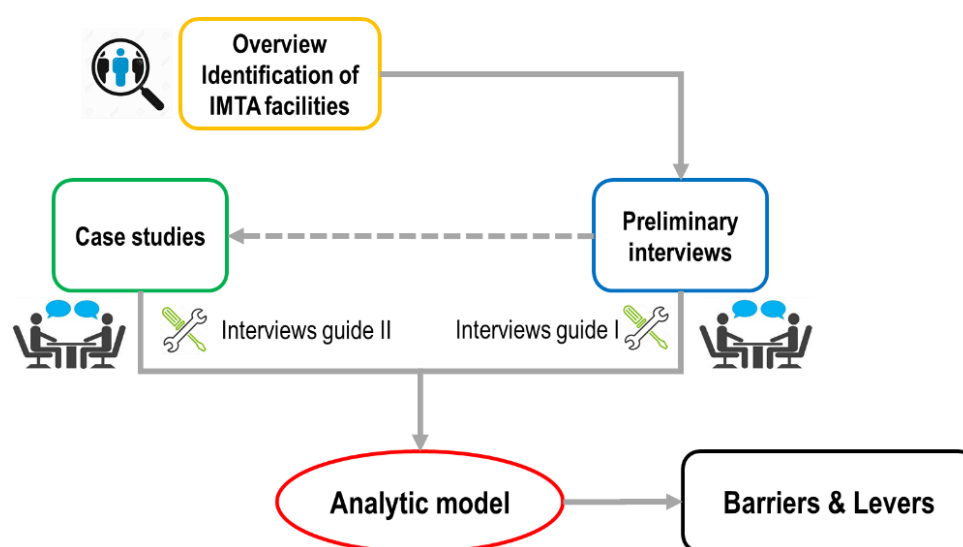 Overview
Identification of
IMTA facilities
Case studies
Preliminary
interviews
Interviews guide II
Interviews guide I
Analytic model
Barriers & Levers